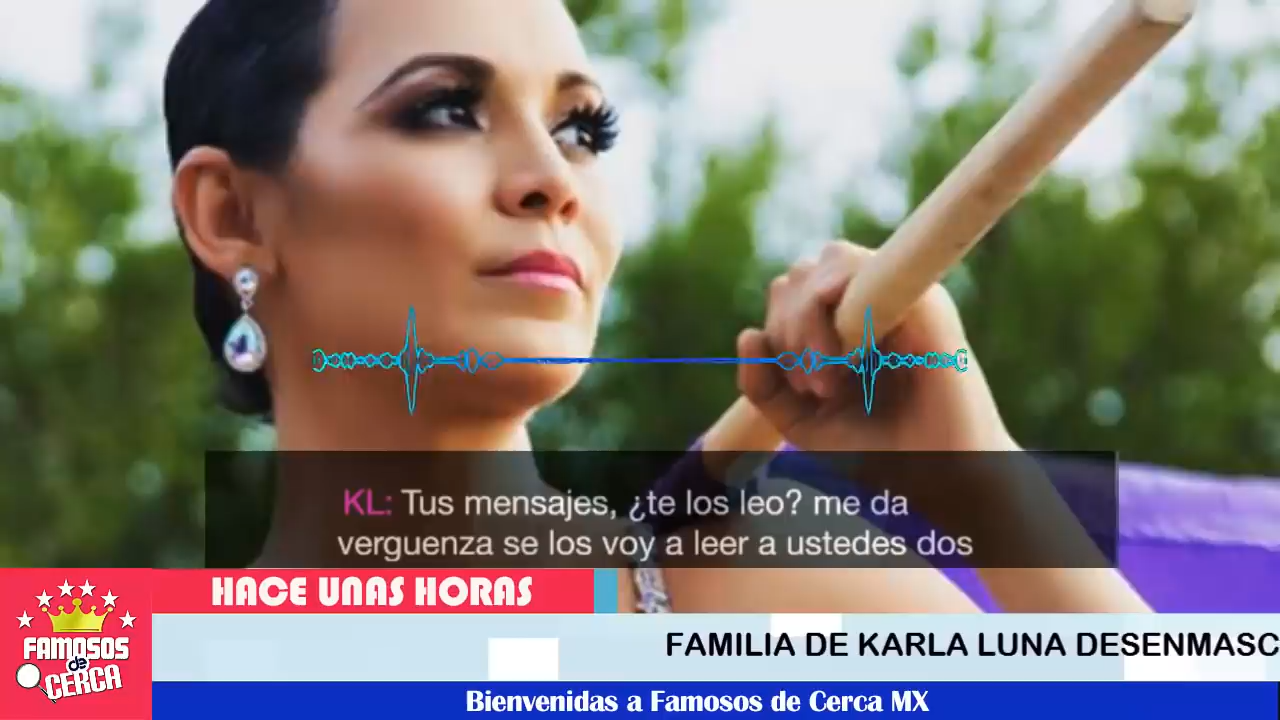 KL: Tus mensajes, ¿te los leo? me da
verguenza se los voy a leer a ustedes dos
HACE UNAS HORAS
FAMOSOS
de
CERCA
FAMILIA DE KARLA LUNA DESENMASC
Bienvenidas a Famosos de Cerca MX